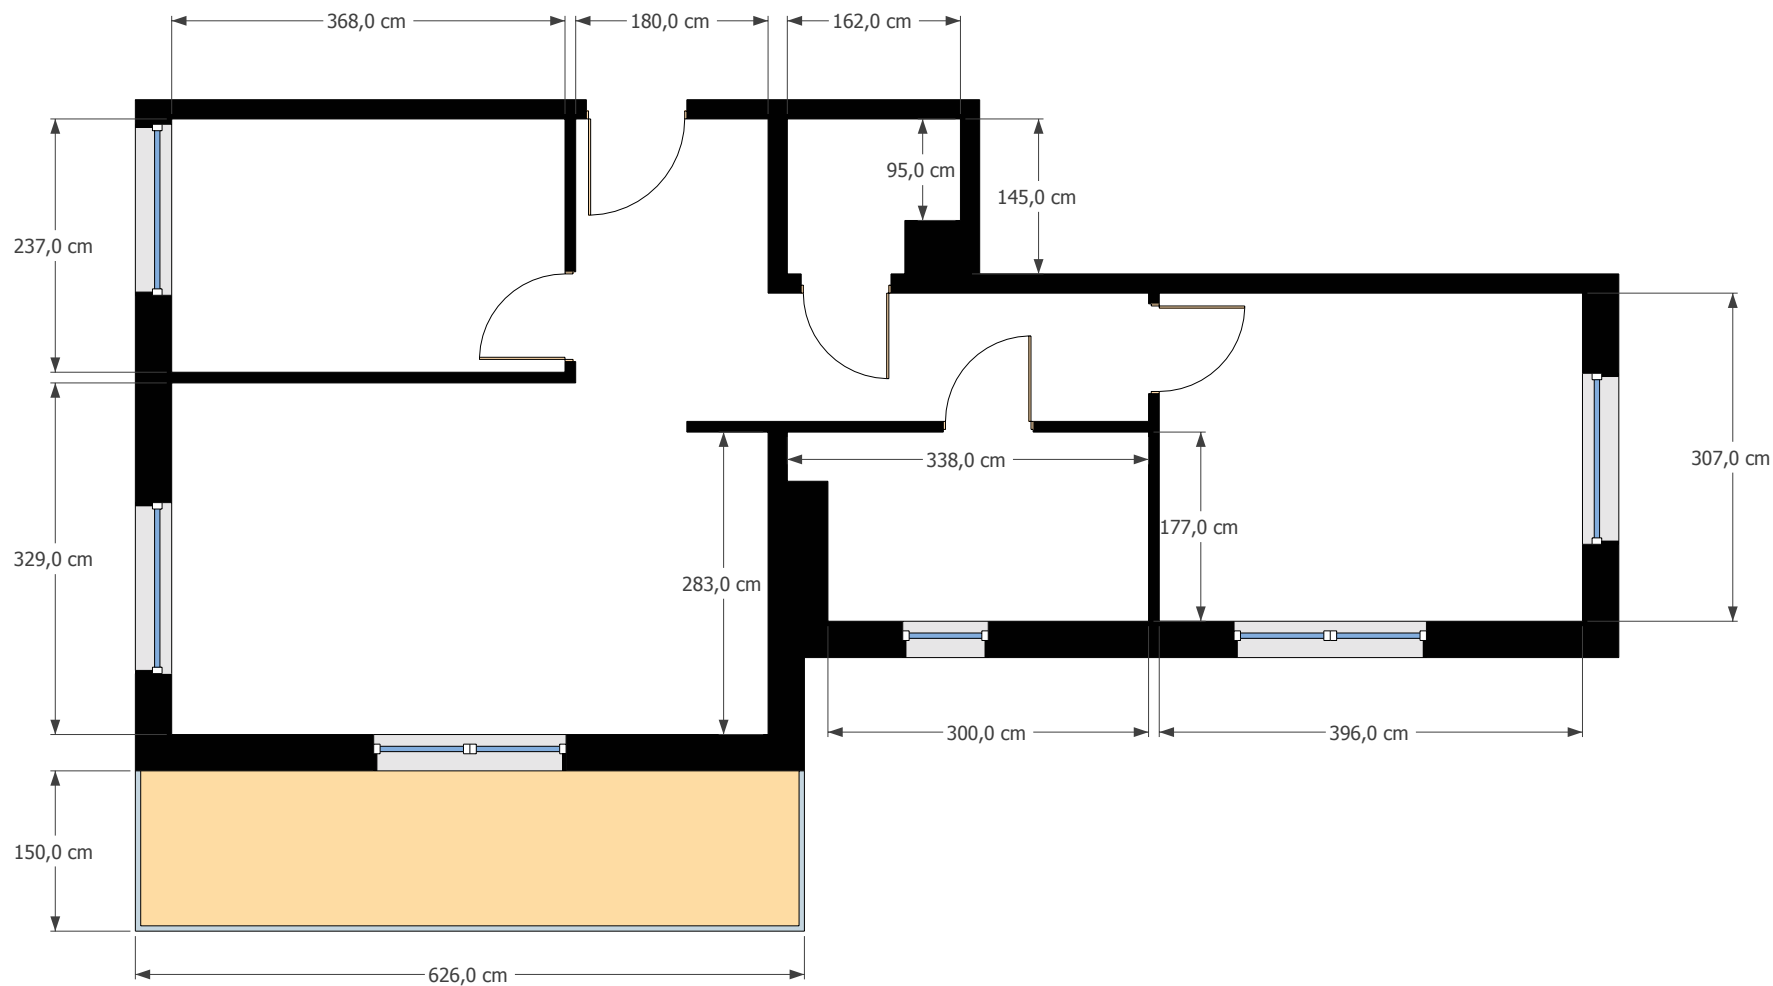 368,0 cm
180,0 cm
162,0 cm
95,0 cm
145,0 cm
237,0 cm
338,0 cm
307,0 cm
177,0 cm
329,0 cm
283,0 cm
300,0 cm
396,0 cm
150,0 cm
626,0 cm